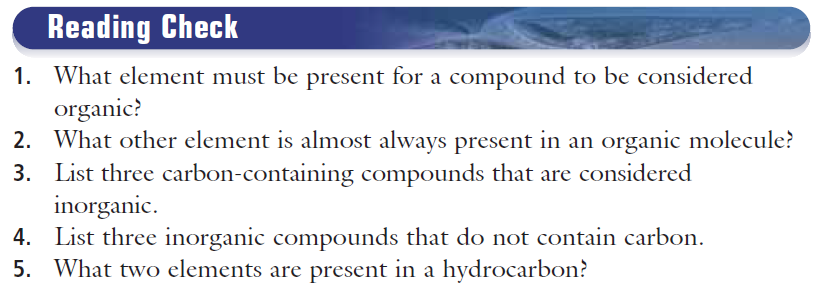 Reading Check
1. What element must be present for a compound to be considered
organic?
2. What other element is almost always present in an organic molecule?
3. List three carbon-containing compounds that are considered
inorganic.
4. List three inorganic compounds that do not contain carbon.
5. What two elements are present in a hydrocarbon?